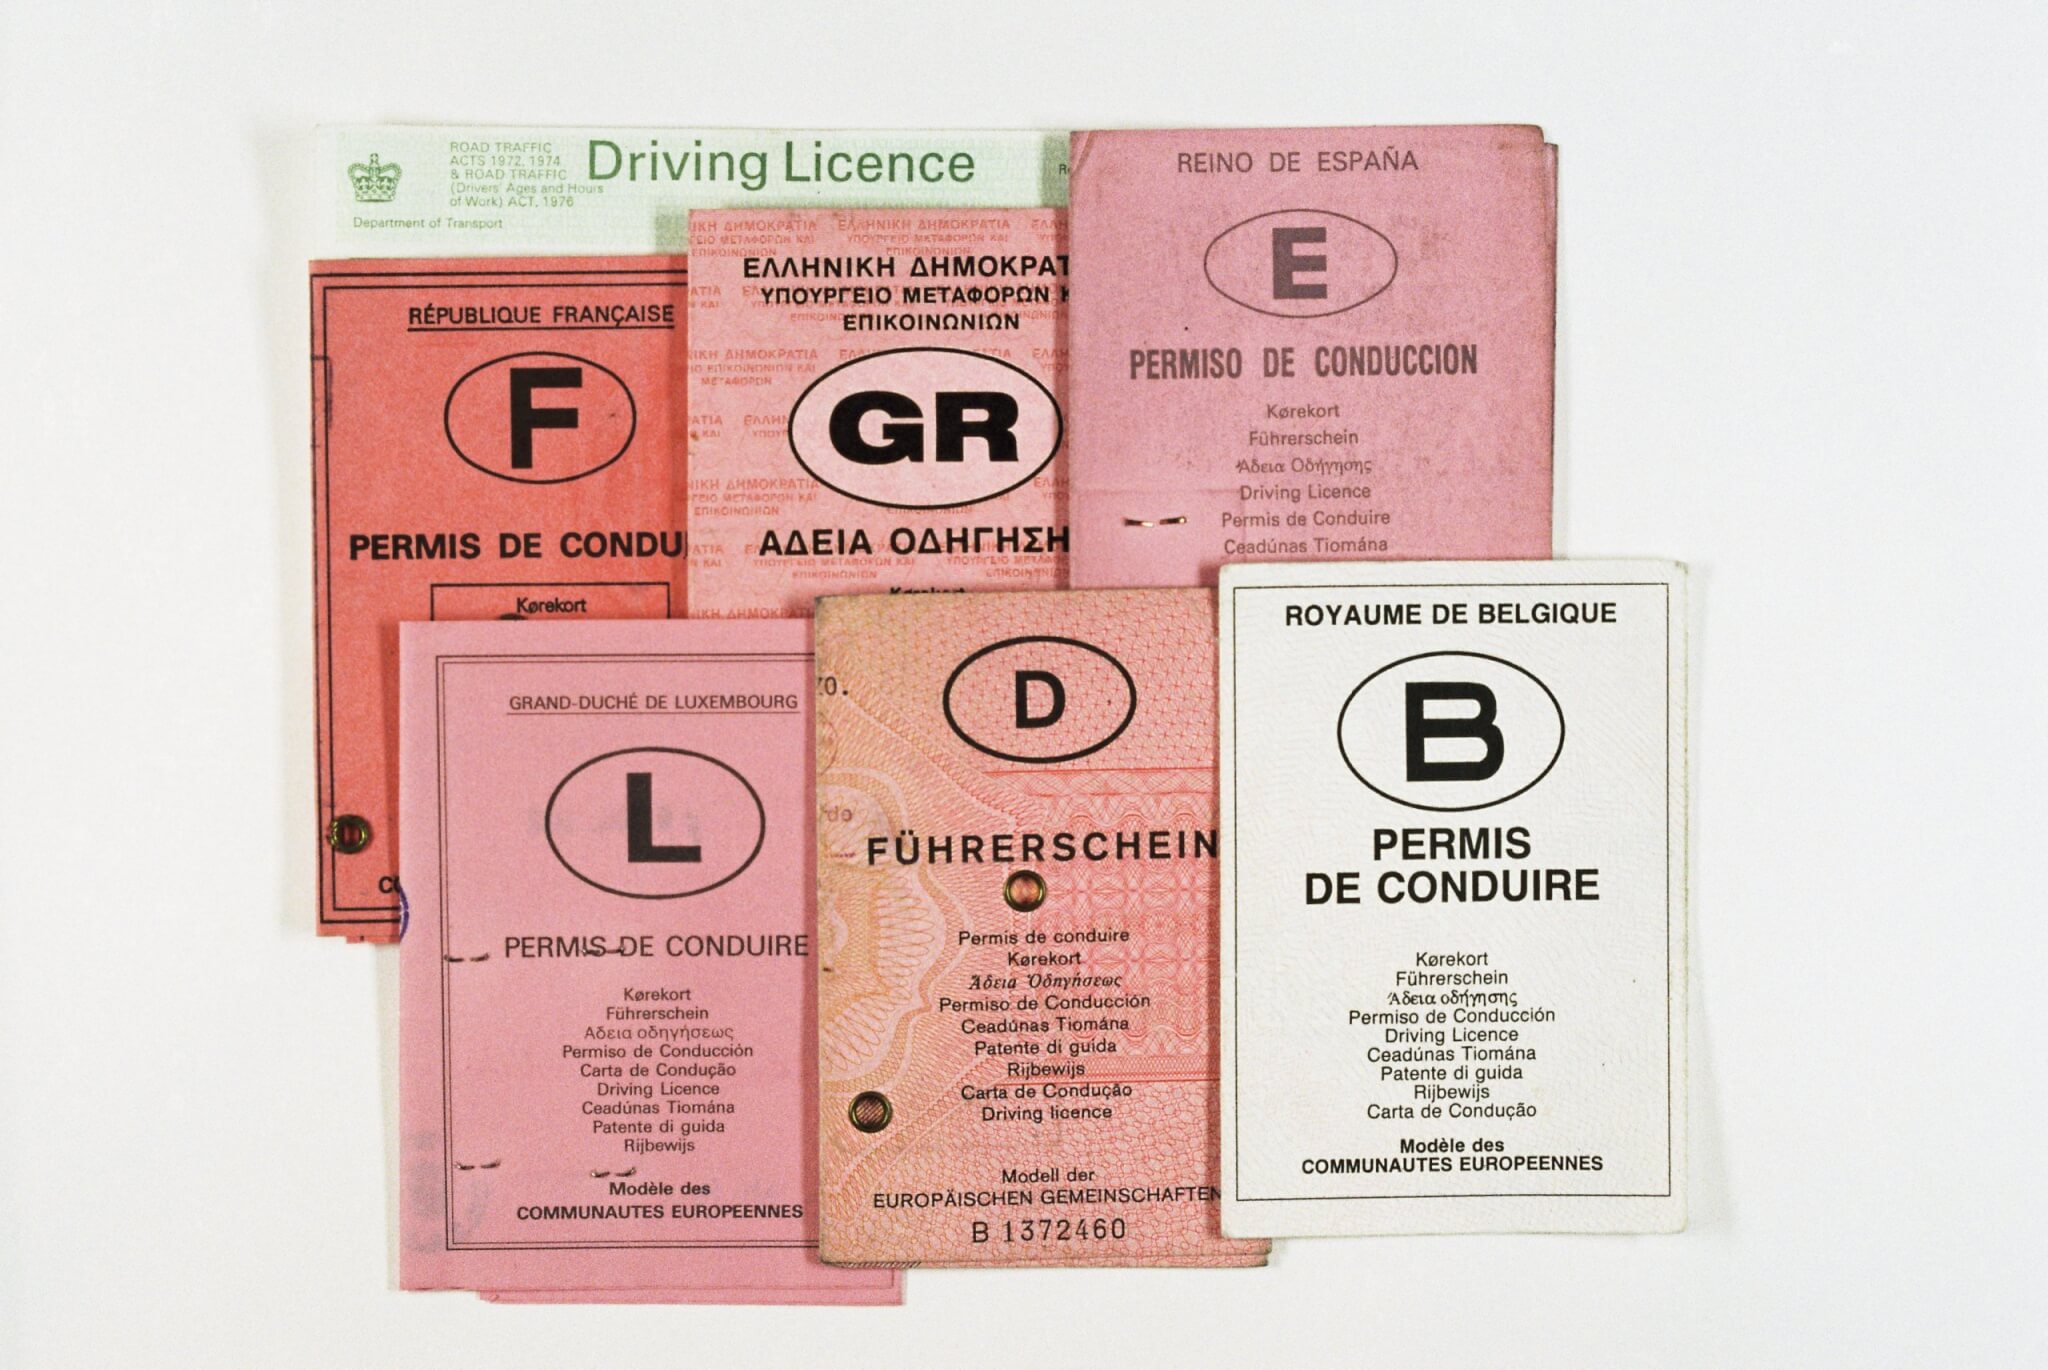 ROAD TRAFFIC
ACTS 1972, 1974
& ROAD TRAFFIC
(Drivers' Ages and Hours
of Work) ACT, 1976
Department of Transport
Driving Licence
RÉPUBLIQUE FRANÇAISE
F
PERMIS DE CONDU
Kørekort
ΕΛΛΗΝΙΚΗ ΔΗΜΟΚΡΑΤ
ΥΠΟΥΡΓΕΙΟ ΜΕΤΑΦΟΡΩΝ Κ
ΕΠΙΚΟΙΝΩΝΙΩΝ
GR
ΑΔΕΙΑ ΟΔΗΓΗΣΗ
REINO DE ESPAÑA
E
PERMISO DE CONDUCCION
Kørekort
Führerschein
Άδεια Οδήγησης
Driving Licence
Permis de Conduire
Ceadúnas Tiomána
GRAND-DUCHÉ DE LUXEMBOURG
L
PERMIS DE CONDUIRE
Kørekort
Führerschein
Αδεια οδηγήσεως
Permiso de Conducción
Carta de Condução
Driving Licence
Ceadúnas Tiomána
Patente di guida
Rijbewijs
Modèle des
COMMUNAUTES EUROPEENNES
D
FÜHRERSCHEIN
Permis de conduire
Kørekort
Άδεια Ὁδηγήσεως
Permiso de Conducción
Ceadúnas Tiomána
Patente di guida
Rijbewijs
Carta de Condução
Driving licence
Modell der
EUROPÄISCHEN GEMEINSCHAFTEN
B 1372460
ROYAUME DE BELGIQUE
B
PERMIS
DE CONDUIRE
Kørekort
Führerschein
Άδεια οδήγησης
Permiso de Conducción
Driving Licence
Ceadúnas Tiomána
Patente di guida
Rijbewijs
Carta de Condução
Modèle des
COMMUNAUTES EUROPEENNES